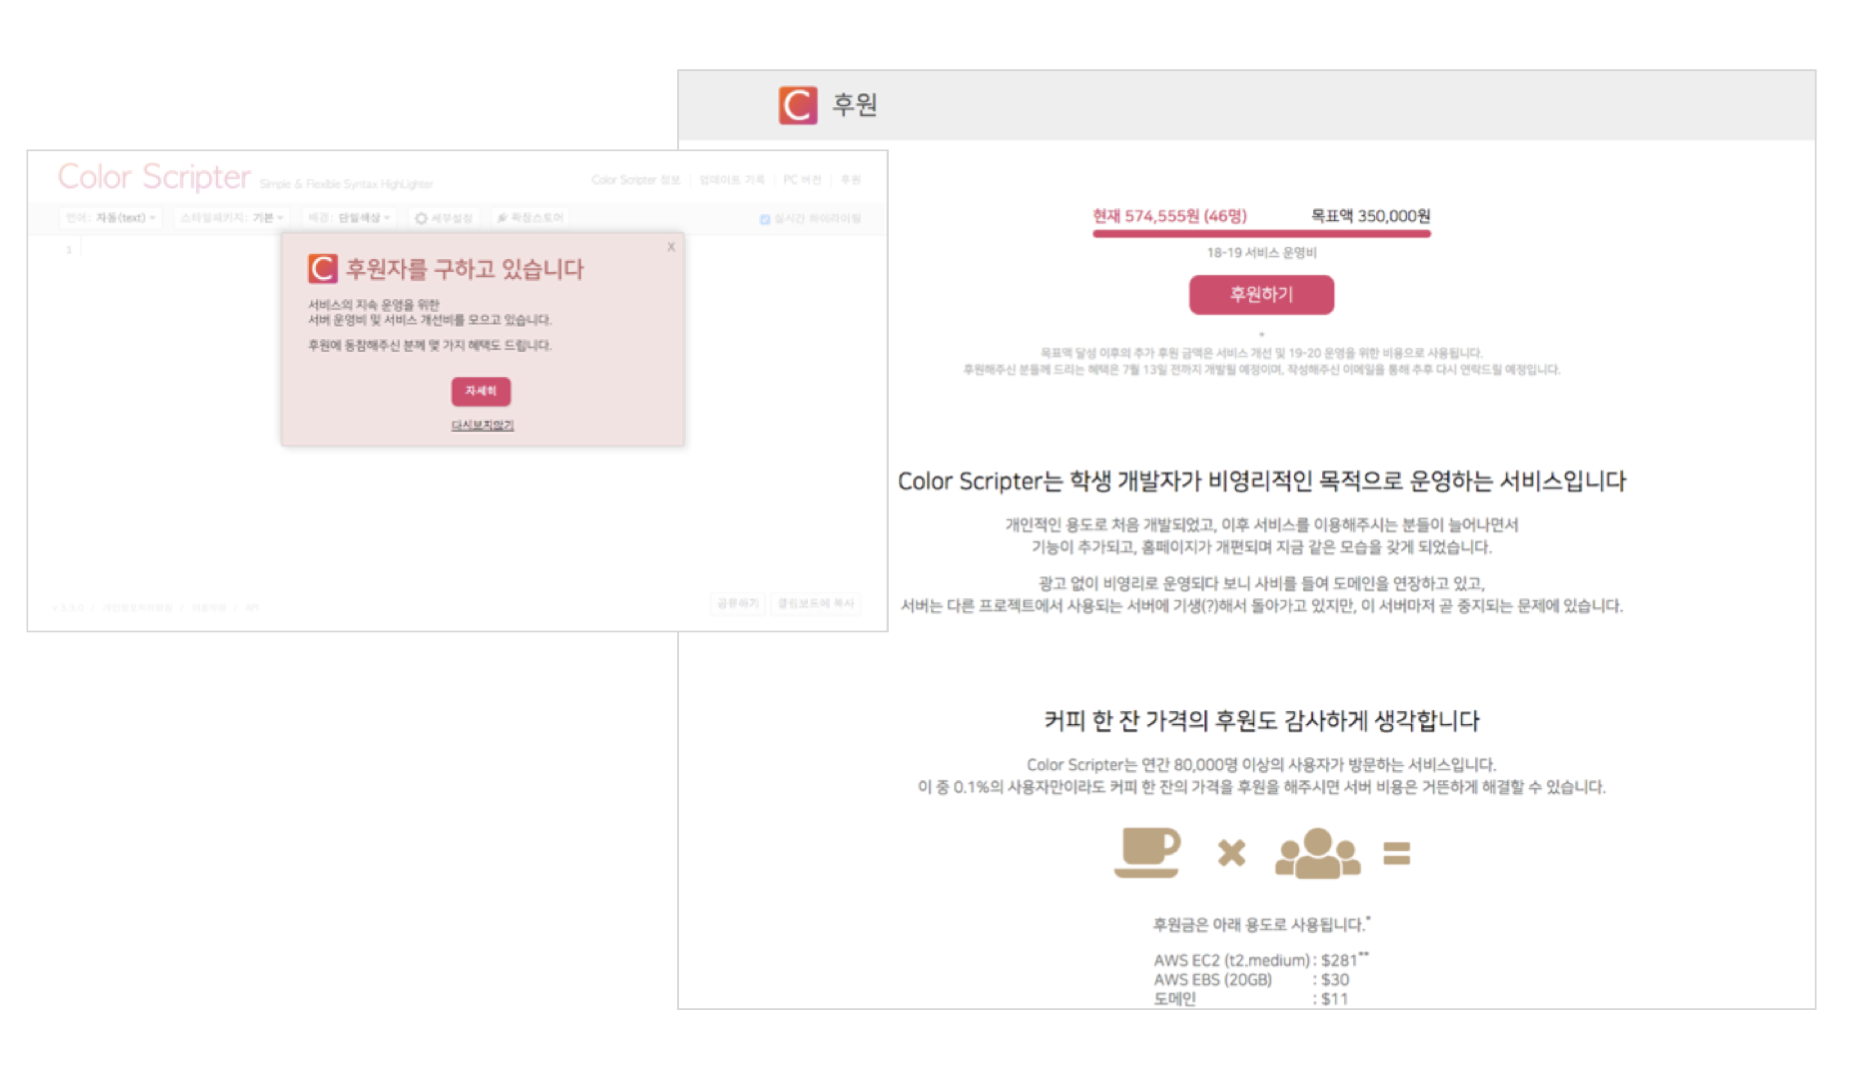 Color Scripter Simple & Flexible Syntax HighLighter
Color Scripter 정보 | 업데이트 기록 | PC 버전 | 후원
언어: 자동(text) 스타일패키지: 기본 배경: 단일색상 세부설정 확장스토어 실시간 하이라이팅
1
X
C 후원자를 구하고 있습니다
서비스의 지속 운영을 위한
서버 운영비 및 서비스 개선비를 모으고 있습니다.
후원에 동참해주신 분께 몇 가지 혜택도 드립니다.
자세히
다시보지않기
공유하기 클립보드에 복사
C 후원
현재 574,555원 (46명) 목표액 350,000원
18-19 서비스 운영비
후원하기
*
목표액 달성 이후의 추가 후원 금액은 서비스 개선 및 19-20 운영을 위한 비용으로 사용됩니다.
후원해주신 분들께 드리는 혜택은 7월 13일 전까지 개발될 예정이며, 작성해주신 이메일을 통해 추후 다시 연락드릴 예정입니다.
Color Scripter는 학생 개발자가 비영리적인 목적으로 운영하는 서비스입니다
개인적인 용도로 처음 개발되었고, 이후 서비스를 이용해주시는 분들이 늘어나면서
기능이 추가되고, 홈페이지가 개편되며 지금 같은 모습을 갖게 되었습니다.
광고 없이 비영리로 운영되다 보니 사비를 들여 도메인을 연장하고 있고,
서버는 다른 프로젝트에서 사용되는 서버에 기생(?)해서 돌아가고 있지만, 이 서버마저 곧 중지되는 문제에 있습니다.
커피 한 잔 가격의 후원도 감사하게 생각합니다
Color Scripter는 연간 80,000명 이상의 사용자가 방문하는 서비스입니다.
이 중 0.1%의 사용자만이라도 커피 한 잔의 가격을 후원을 해주시면 서버 비용은 거뜬하게 해결할 수 있습니다.
후원금은 아래 용도로 사용됩니다.*
AWS EC2 (t2.medium) : $281**
AWS EBS (20GB) : $30
도메인 : $11